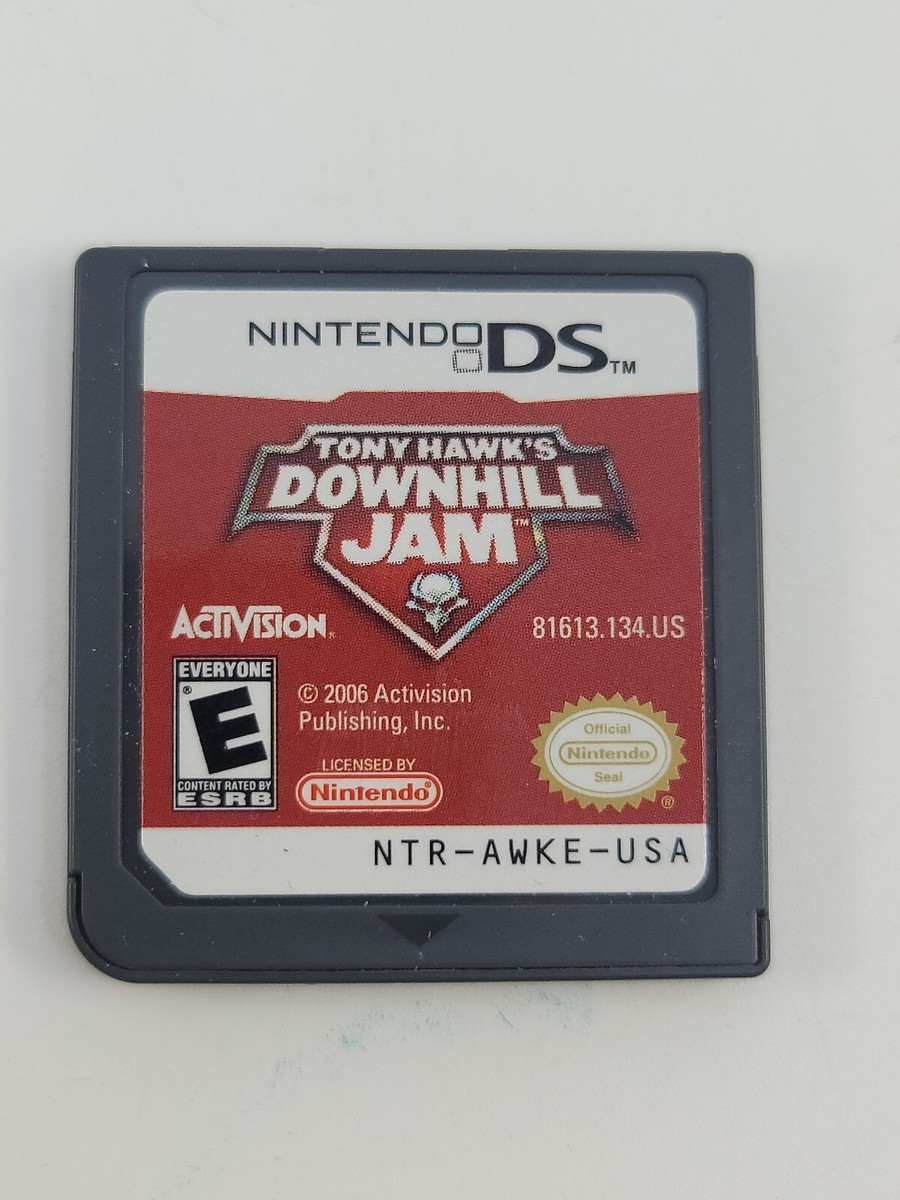 NINTENDO DS™
TONY HAWK'S
DOWNHILL
JAM™
ACTIVISION®
81613.134.US
EVERYONE
E®
CONTENT RATED BY
ESRB
© 2006 Activision
Publishing, Inc.
LICENSED BY
Nintendo®
Official
Nintendo
Seal
®
NTR-AWKE-USA